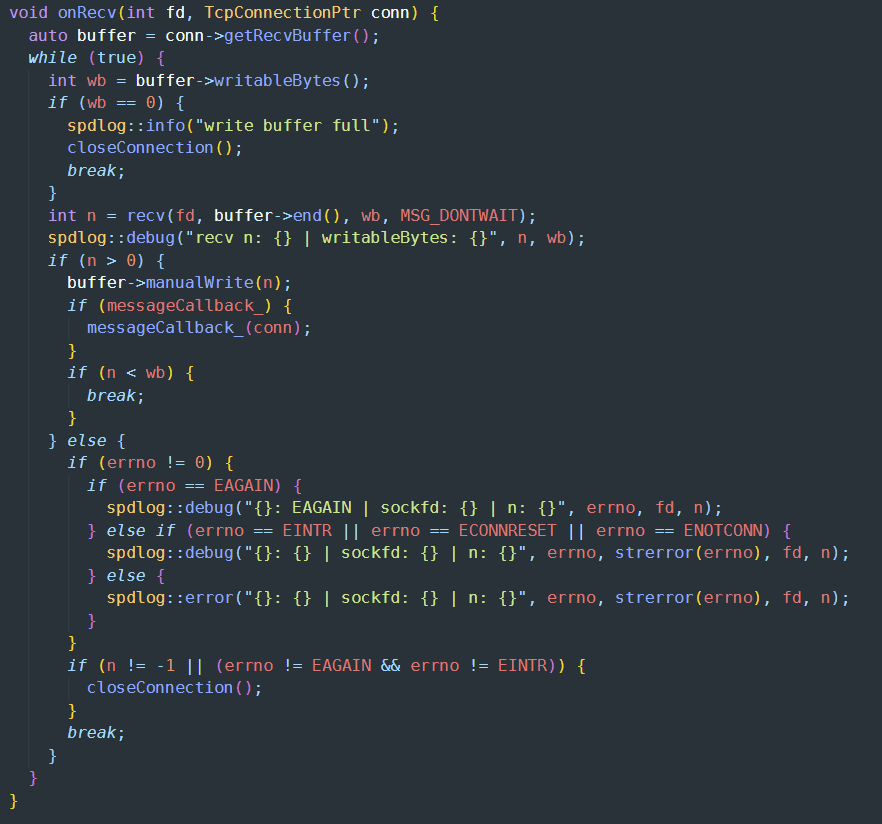 void onRecv(int fd, TcpConnectionPtr conn) {
  auto buffer = conn->getRecvBuffer();
  while (true) {
    int wb = buffer->writableBytes();
    if (wb == 0) {
      spdlog::info("write buffer full");
      closeConnection();
      break;
    }
    int n = recv(fd, buffer->end(), wb, MSG_DONTWAIT);
    spdlog::debug("recv n: {} | writableBytes: {}", n, wb);
    if (n > 0) {
      buffer->manualWrite(n);
      if (messageCallback_) {
        messageCallback_(conn);
      }
      if (n < wb) {
        break;
      }
    } else {
      if (errno != 0) {
        if (errno == EAGAIN) {
          spdlog::debug("{}: EAGAIN | sockfd: {} | n: {}", errno, fd, n);
        } else if (errno == EINTR || errno == ECONNRESET || errno == ENOTCONN) {
          spdlog::debug("{}: {} | sockfd: {} | n: {}", errno, strerror(errno), fd, n);
        } else {
          spdlog::error("{}: {} | sockfd: {} | n: {}", errno, strerror(errno), fd, n);
        }
      }
      if (n != -1 || (errno != EAGAIN && errno != EINTR)) {
        closeConnection();
      }
      break;
    }
  }
}